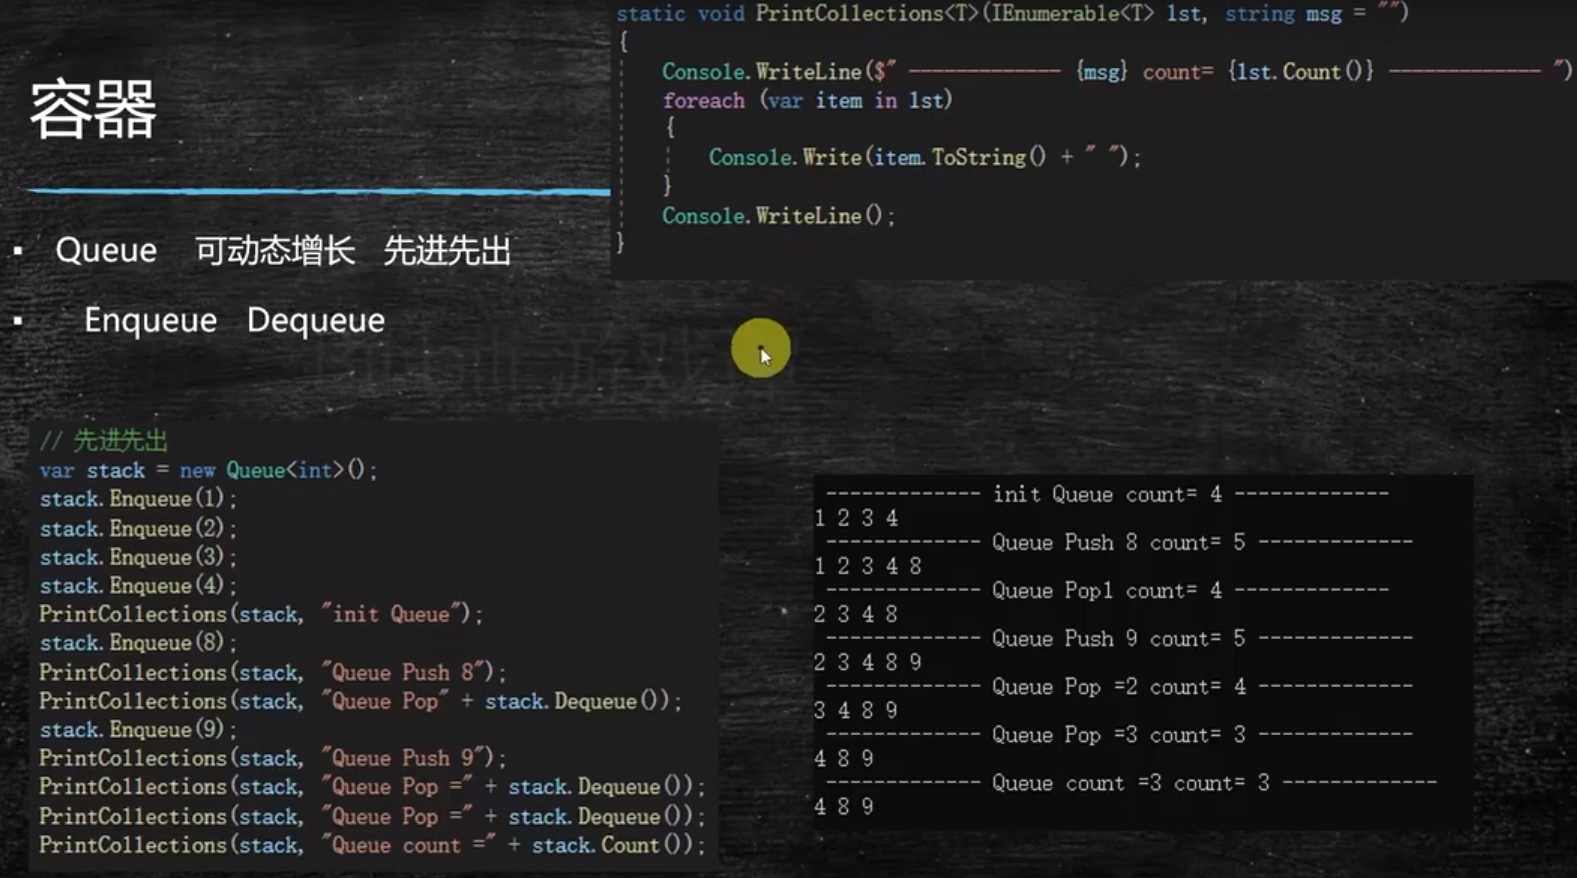 容器
Queue 可动态增长 先进先出
Enqueue Dequeue
static void PrintCollections<T>(IEnumerable<T> lst, string msg = "")
{
Console.WriteLine($" ------------- {msg} count= {lst.Count()} ------------- ")
foreach (var item in lst)
{
Console.Write(item.ToString() + " ");
}
Console.WriteLine();
}
// 先进先出
var stack = new Queue<int>();
stack.Enqueue(1);
stack.Enqueue(2);
stack.Enqueue(3);
stack.Enqueue(4);
PrintCollections(stack, "init Queue");
stack.Enqueue(8);
PrintCollections(stack, "Queue Push 8");
PrintCollections(stack, "Queue Pop" + stack.Dequeue());
stack.Enqueue(9);
PrintCollections(stack, "Queue Push 9");
PrintCollections(stack, "Queue Pop =" + stack.Dequeue());
PrintCollections(stack, "Queue Pop =" + stack.Dequeue());
PrintCollections(stack, "Queue count =" + stack.Count());
------------- init Queue count= 4 -------------
1 2 3 4
------------- Queue Push 8 count= 5 -------------
1 2 3 4 8
------------- Queue Pop1 count= 4 -------------
2 3 4 8
------------- Queue Push 9 count= 5 -------------
2 3 4 8 9
------------- Queue Pop =2 count= 4 -------------
3 4 8 9
------------- Queue Pop =3 count= 3 -------------
4 8 9
------------- Queue count =3 count= 3 -------------
4 8 9